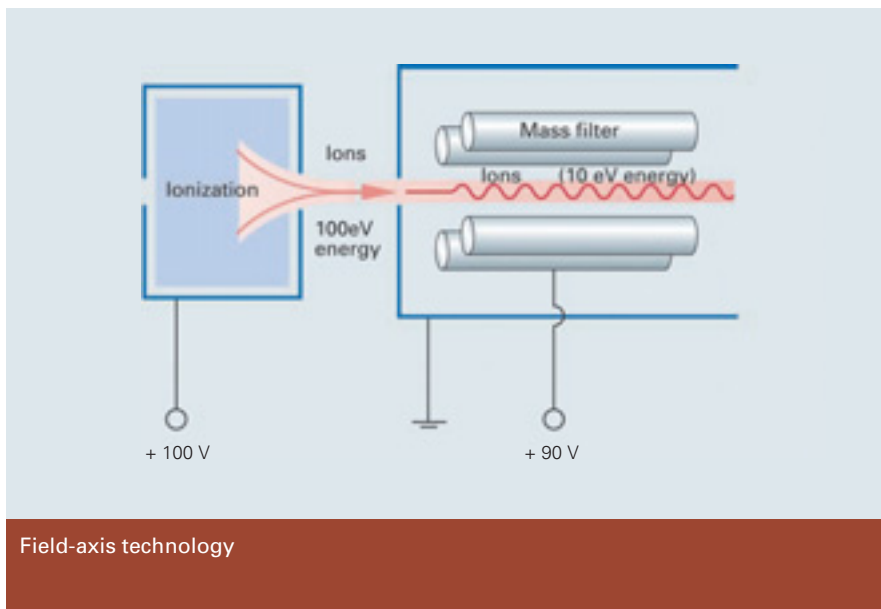 Ions
Mass filter
Ionization
Ions (10 eV energy)
100eV
energy
+ 100 V
+ 90 V
Field-axis technology